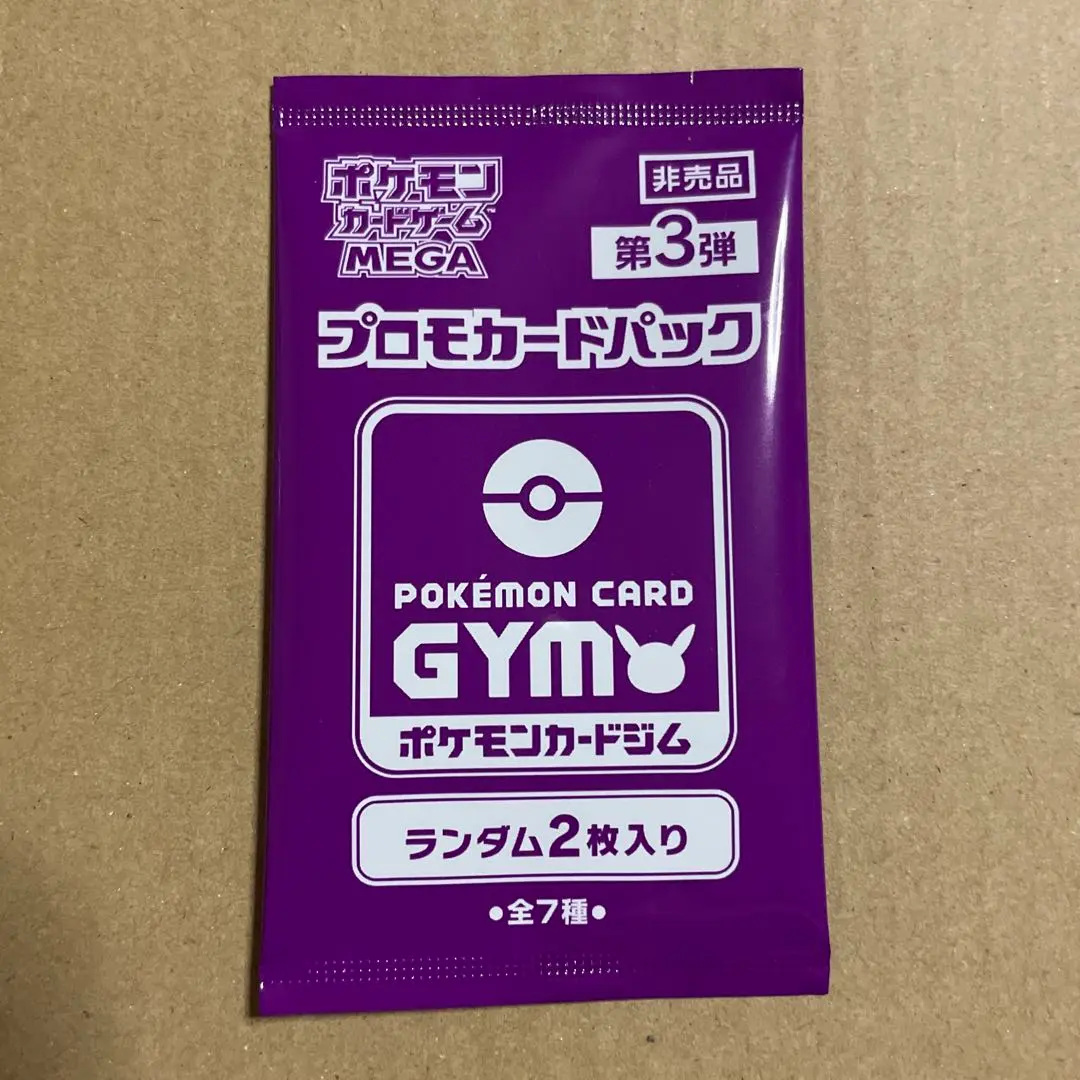 ポケモン
カードゲーム™
MEGA
非売品
第3弾
プロモカードパック
POKÉMON CARD
GYM
ポケモンカードジム
ランダム2枚入り
●全7種●